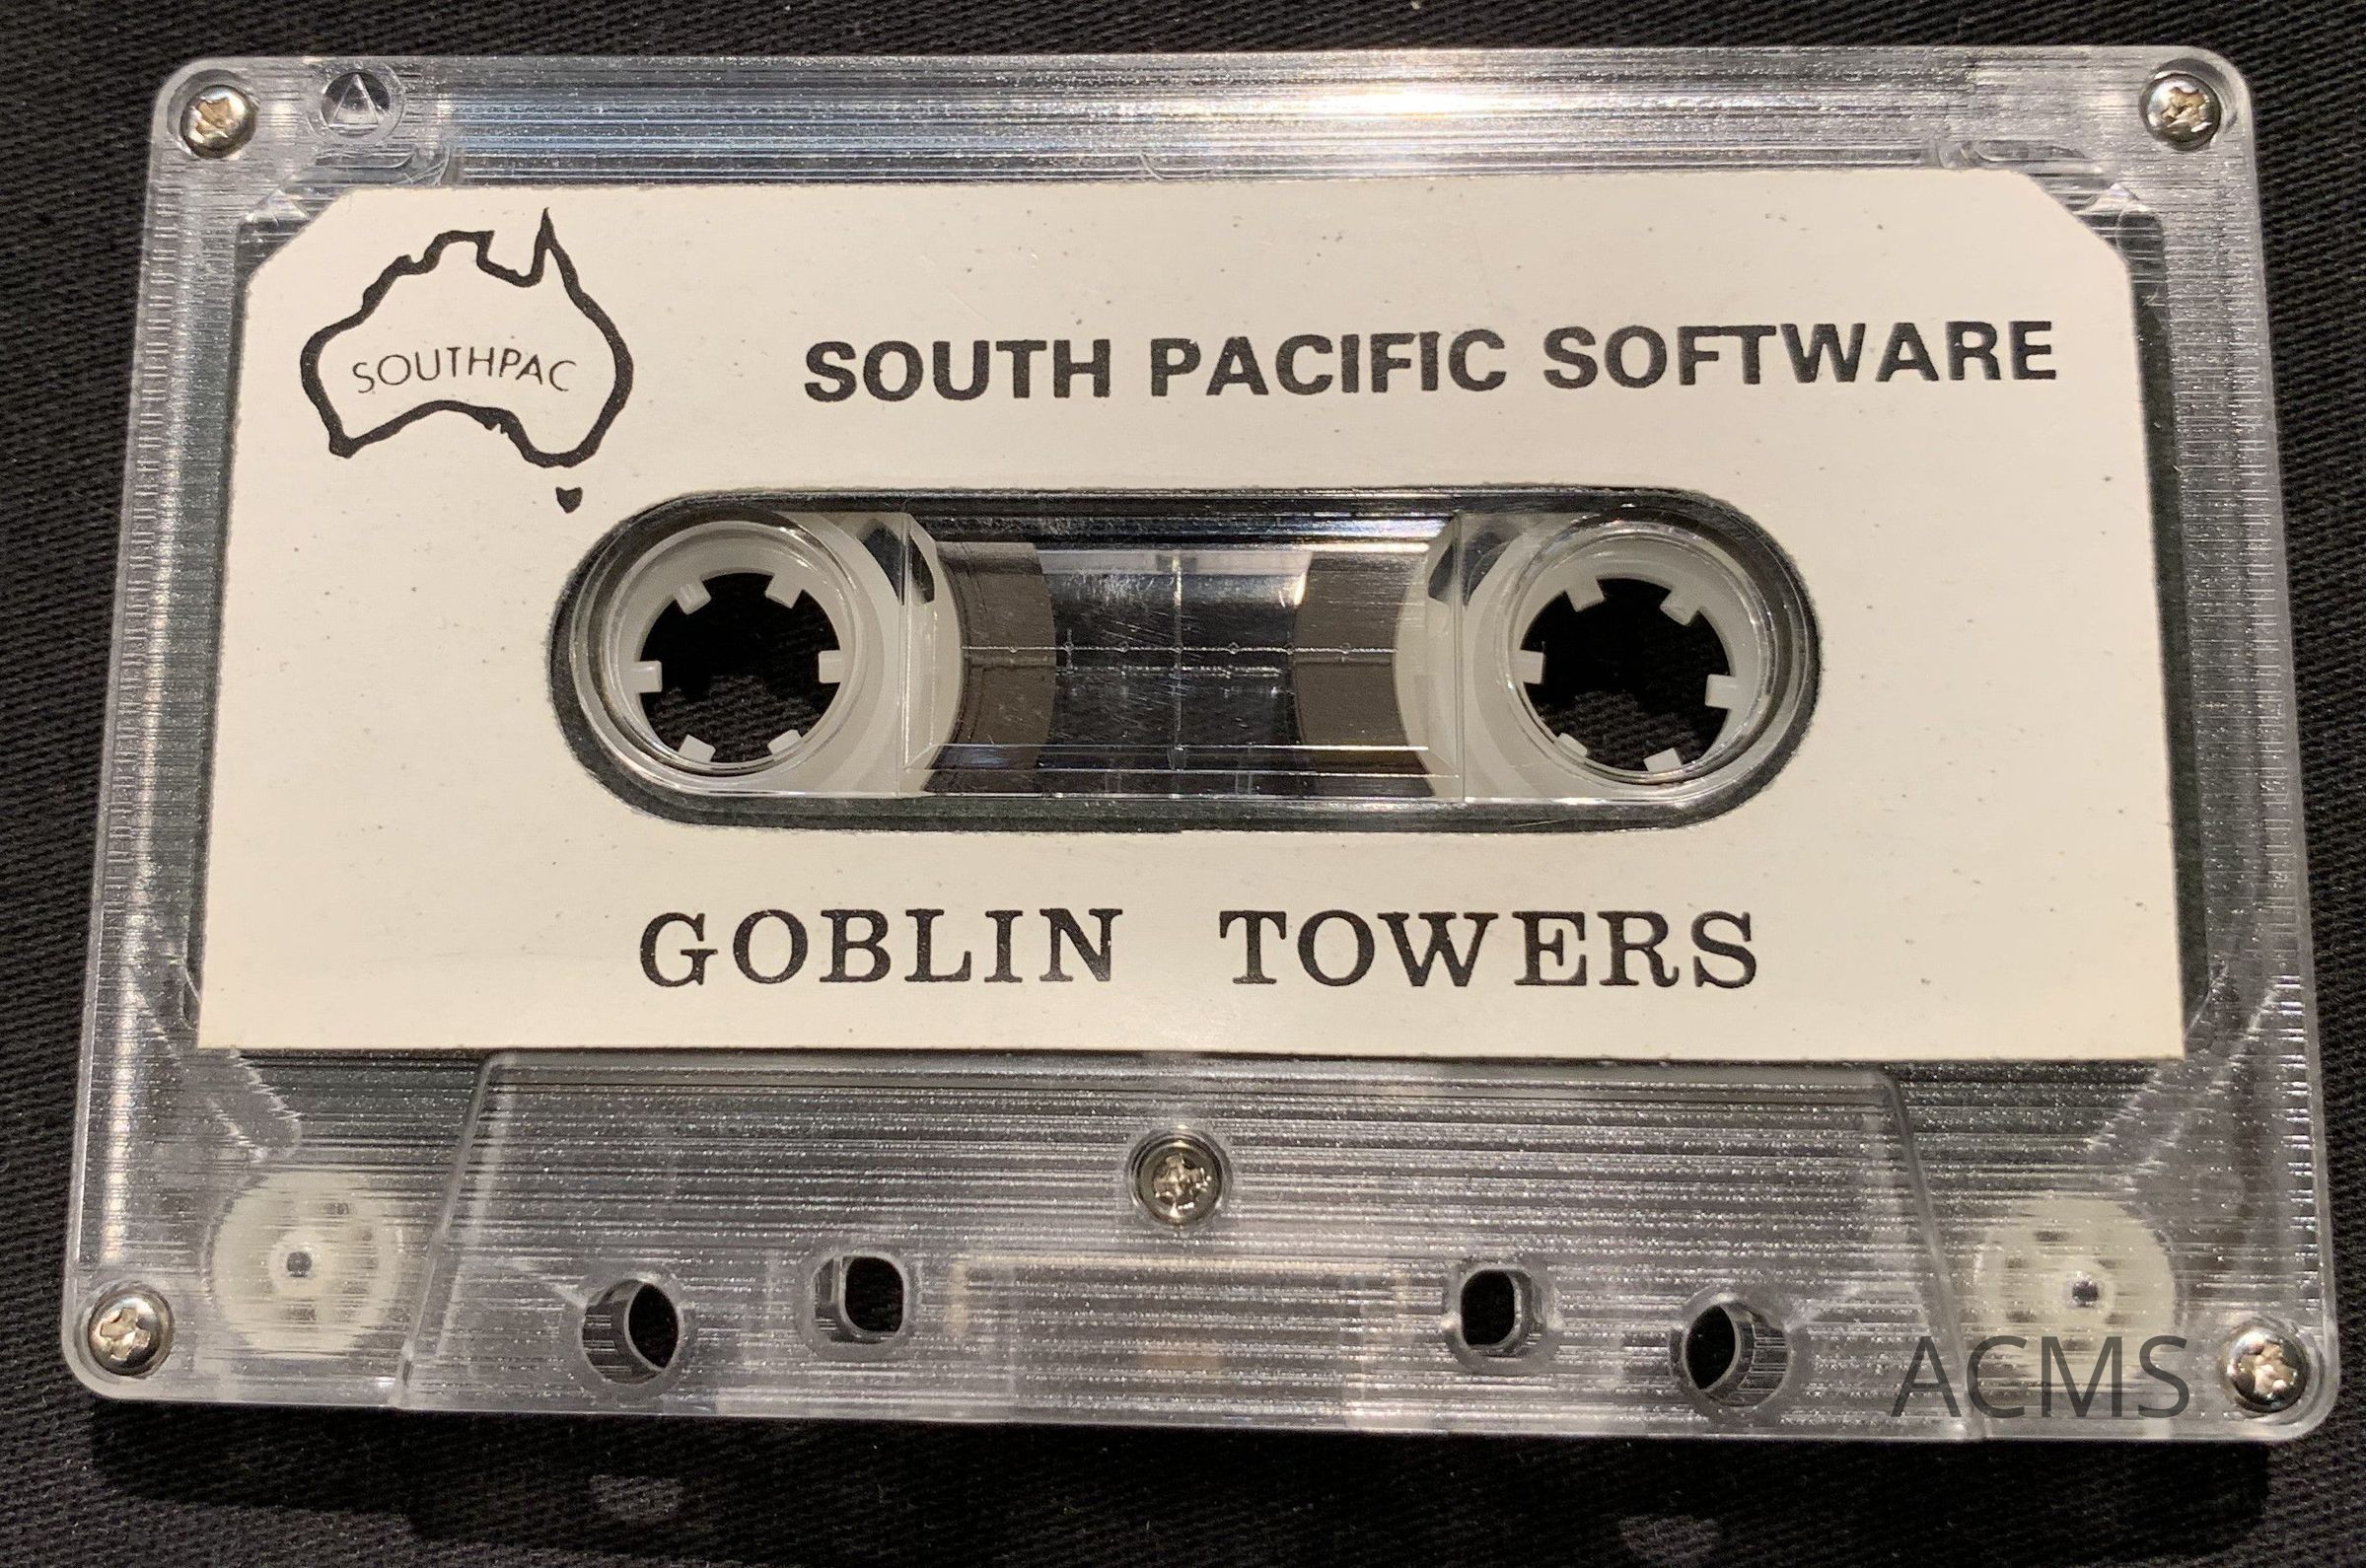 SOUTHPAC
SOUTH PACIFIC SOFTWARE
GOBLIN TOWERS
A
ACMS